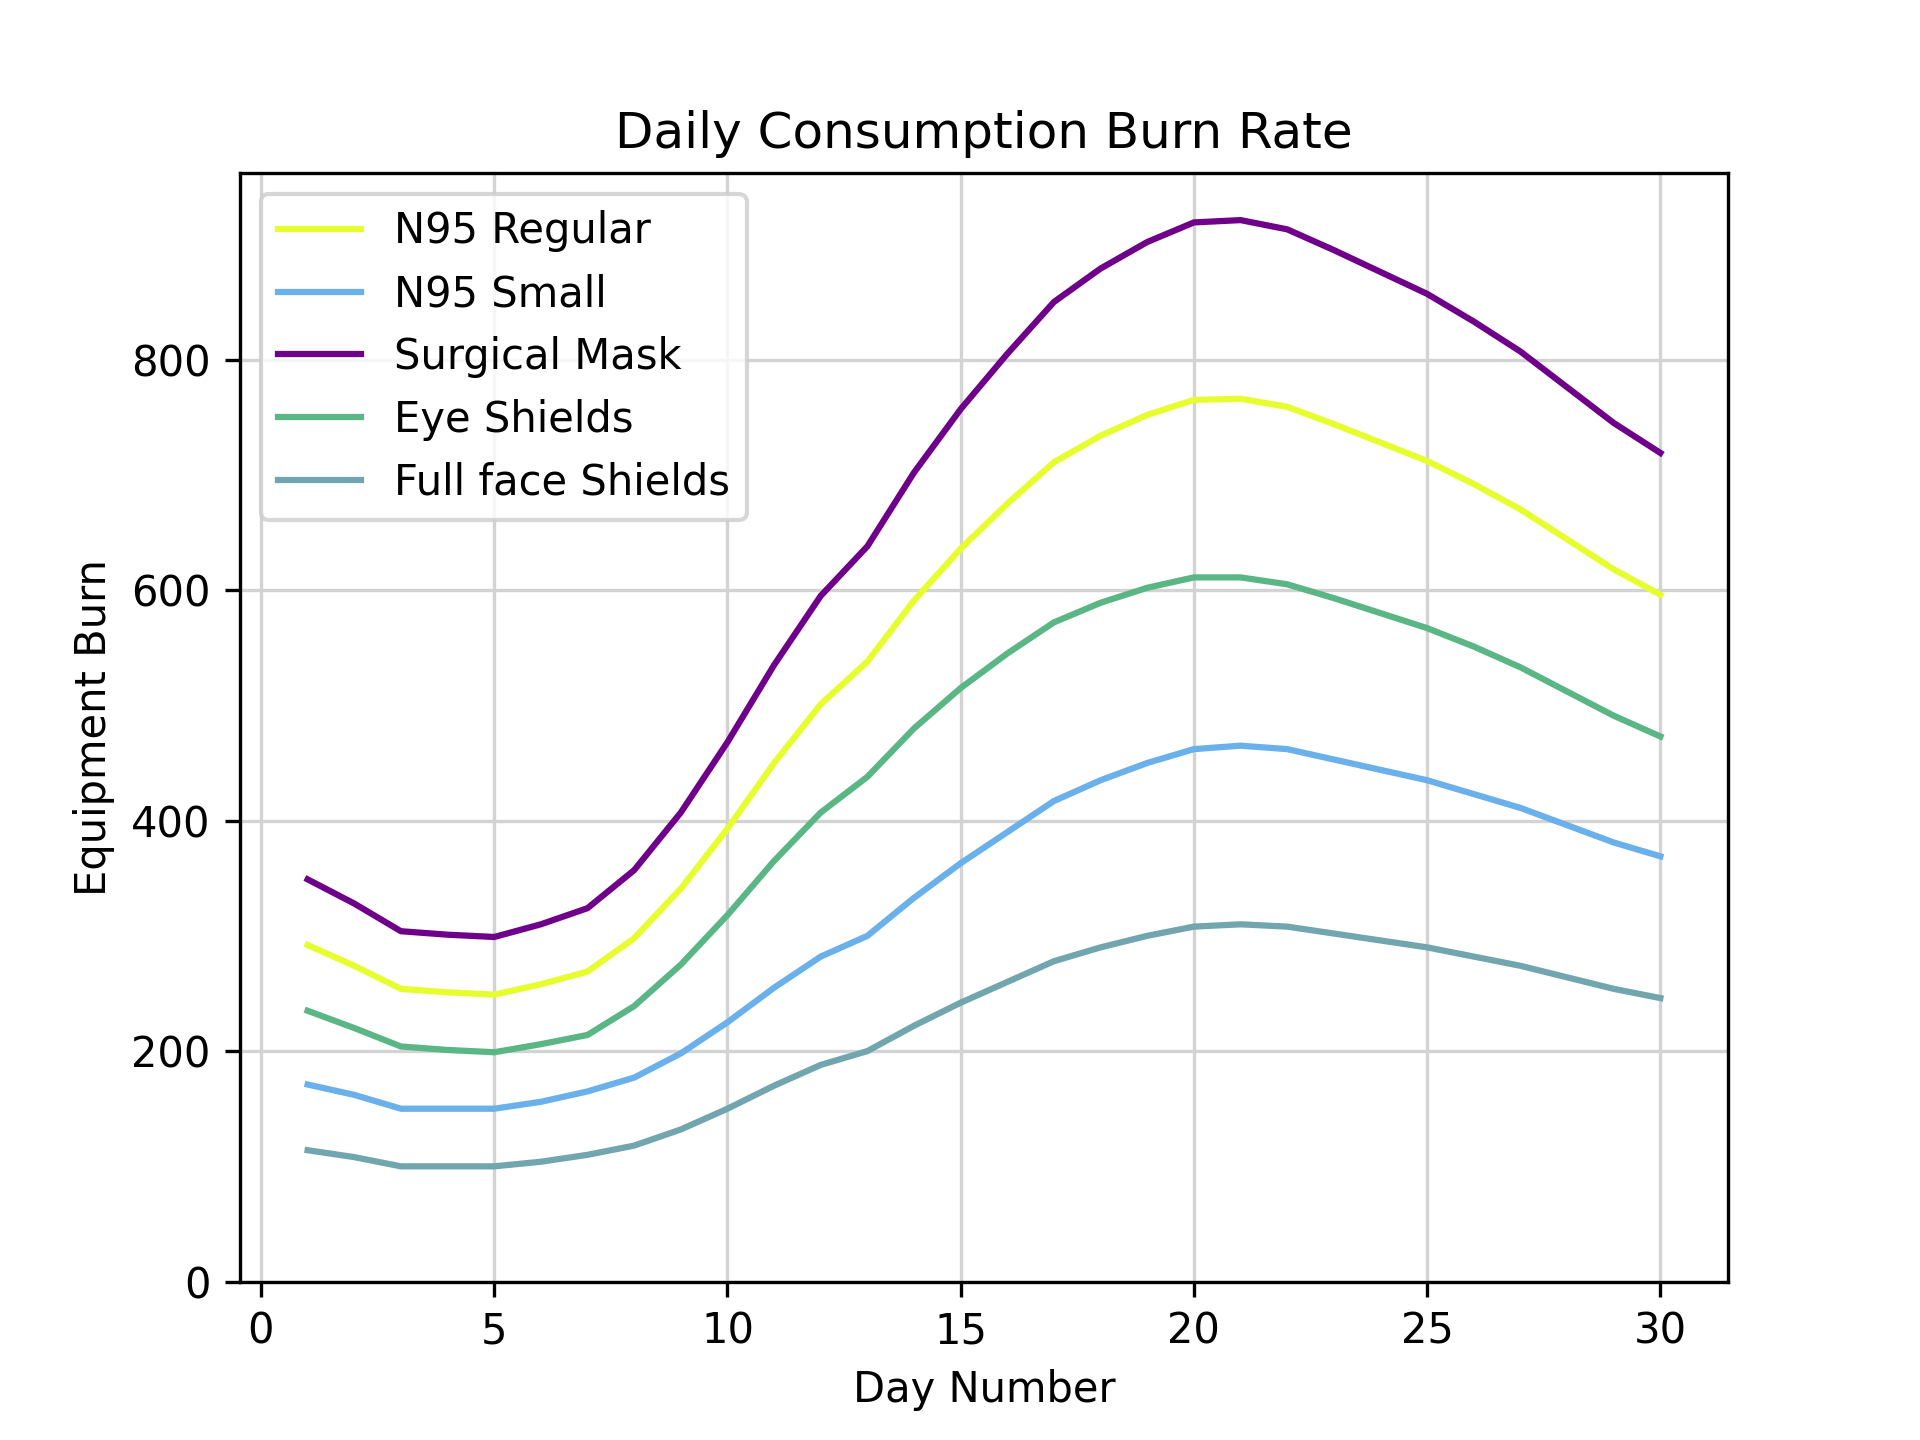 Daily Consumption Burn Rate
N95 Regular
N95 Small
Surgical Mask
Eye Shields
Full face Shields
Equipment Burn
800
600
400
200
0
0 5 10 15 20 25 30
Day Number